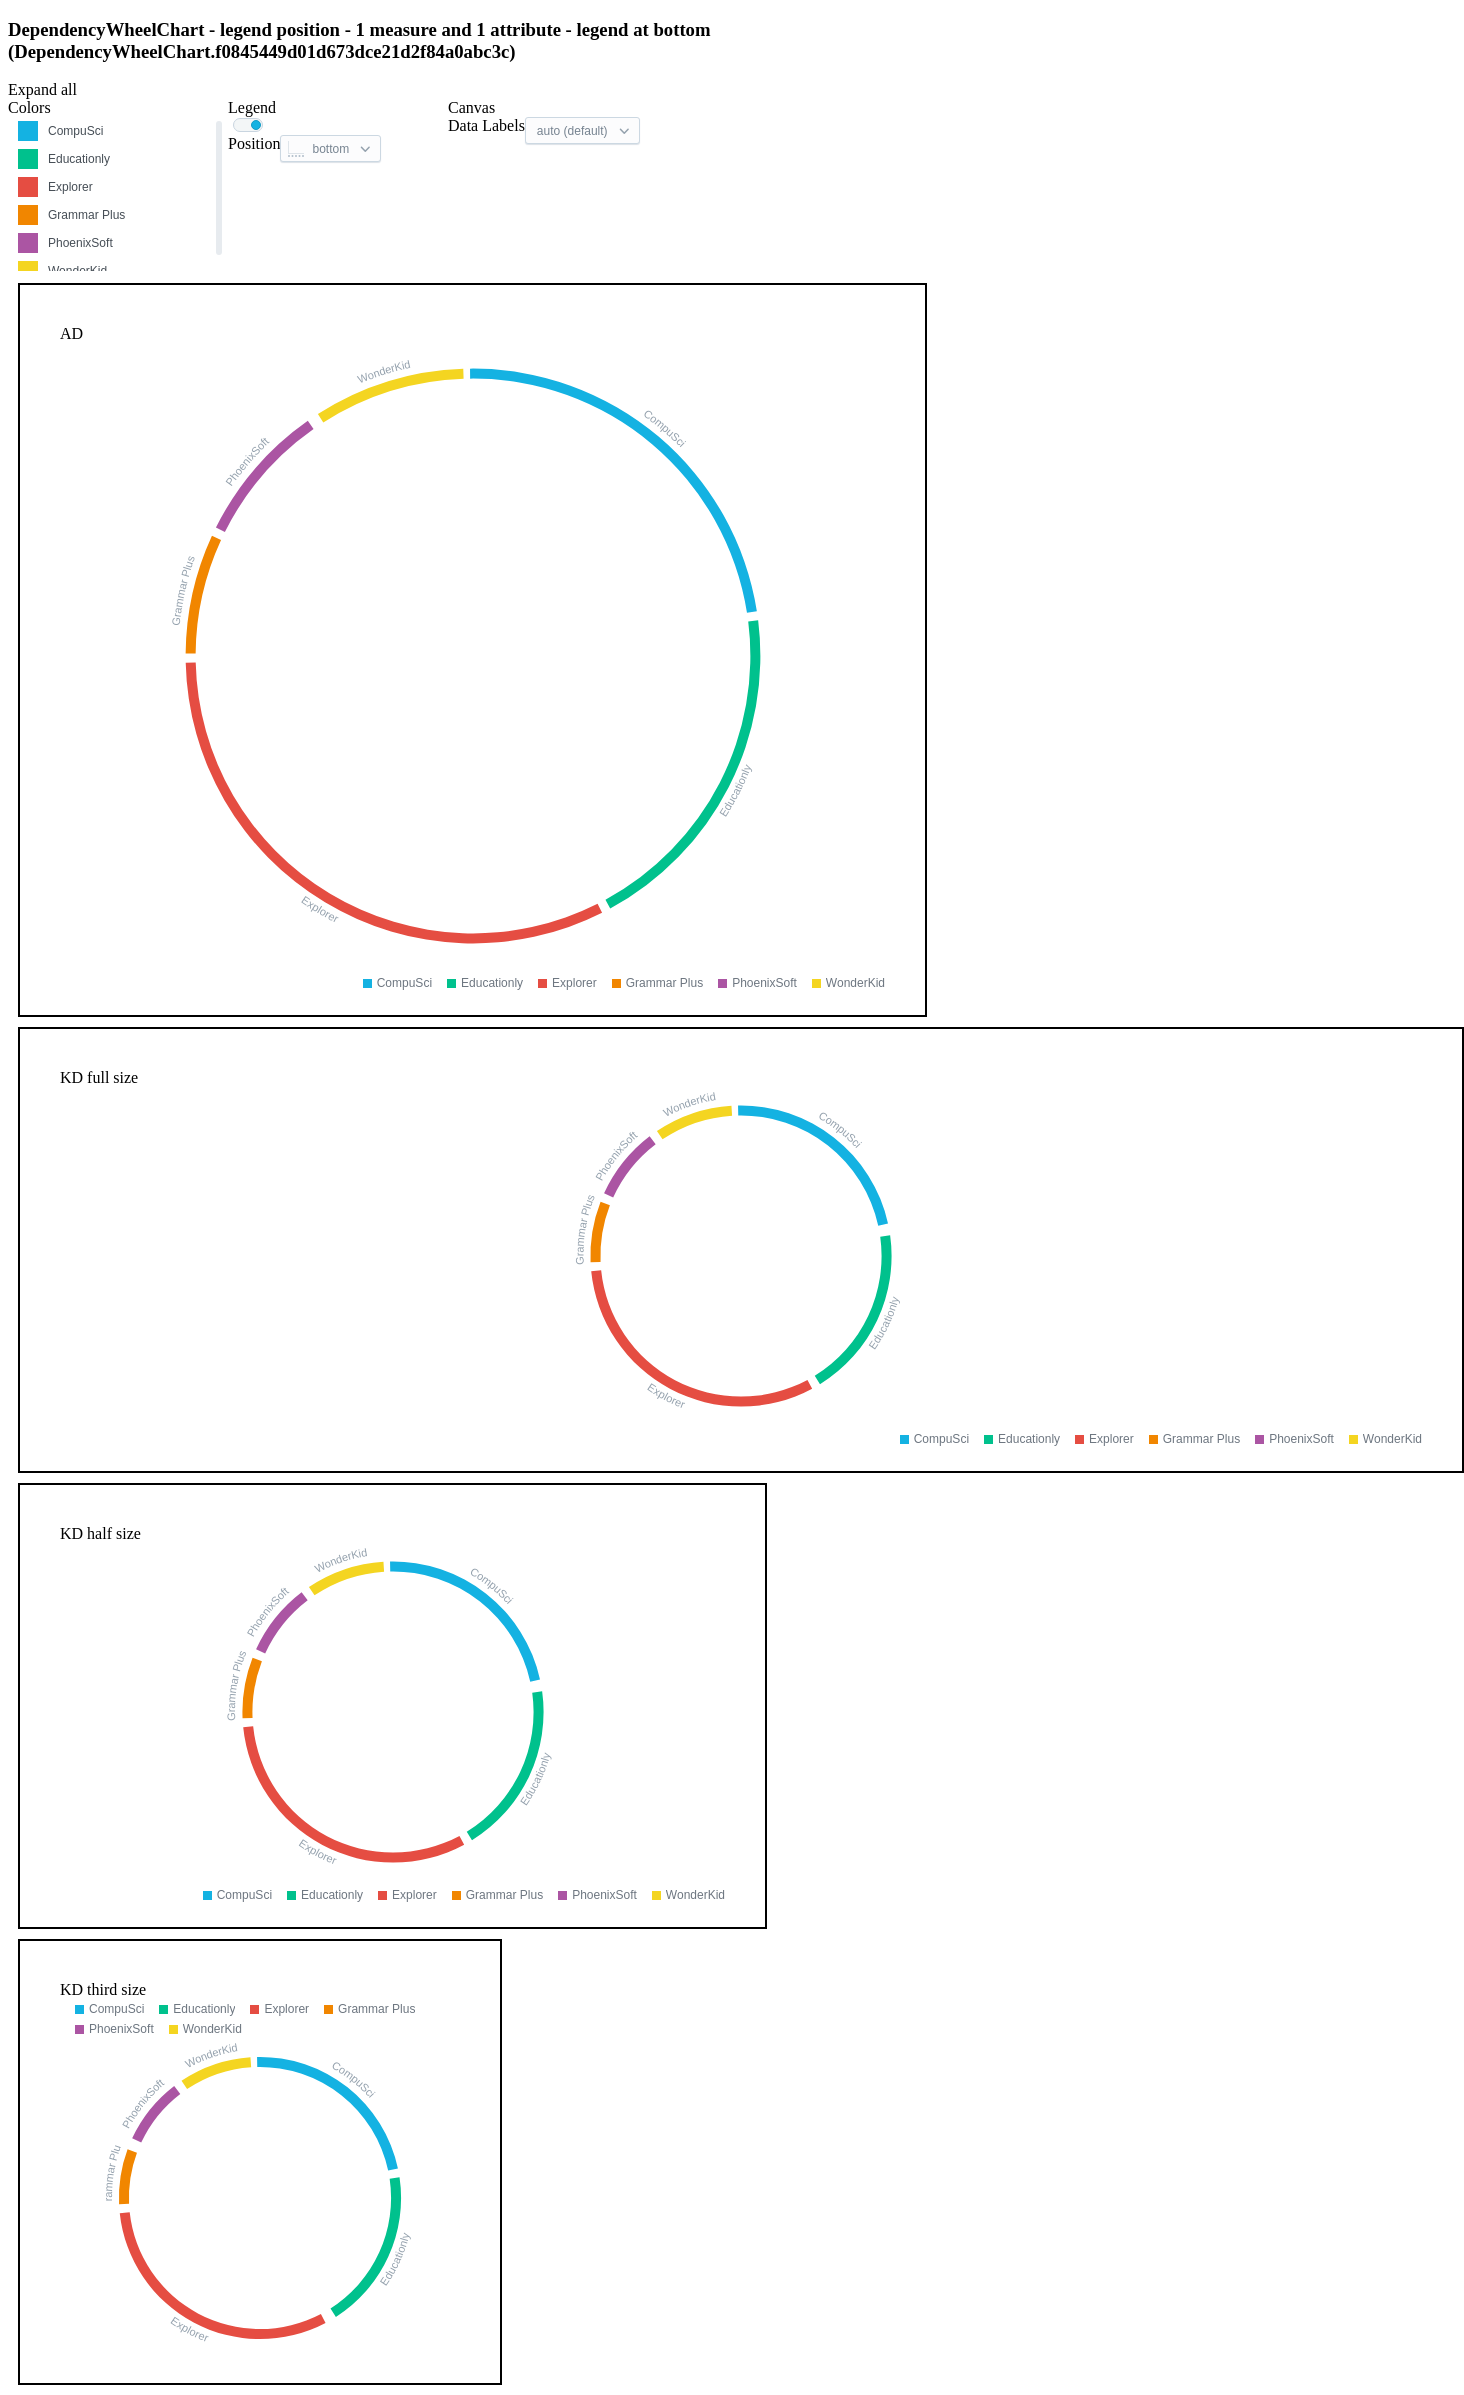 DependencyWheelChart - legend position - 1 measure and 1 attribute - legend at bottom
(DependencyWheelChart.f0845449d01d673dce21d2f84a0abc3c)
Expand all
Colors
CompuSci
Educationly
Explorer
Grammar Plus
PhoenixSoft
WonderKid
Legend
Position bottom
Canvas
Data Labels auto (default)
AD
WonderKid
CompuSci
PhoenixSoft
Grammar Plus
Educationly
Explorer
CompuSci Educationly Explorer Grammar Plus PhoenixSoft WonderKid
KD full size
WonderKid
CompuSci
PhoenixSoft
Grammar Plus
Educationly
Explorer
CompuSci Educationly Explorer Grammar Plus PhoenixSoft WonderKid
KD half size
WonderKid
CompuSci
PhoenixSoft
Grammar Plus
Educationly
Explorer
CompuSci Educationly Explorer Grammar Plus PhoenixSoft WonderKid
KD third size
CompuSci Educationly Explorer Grammar Plus
PhoenixSoft WonderKid
WonderKid
CompuSci
PhoenixSoft
rammar Plu
Educationly
Explorer